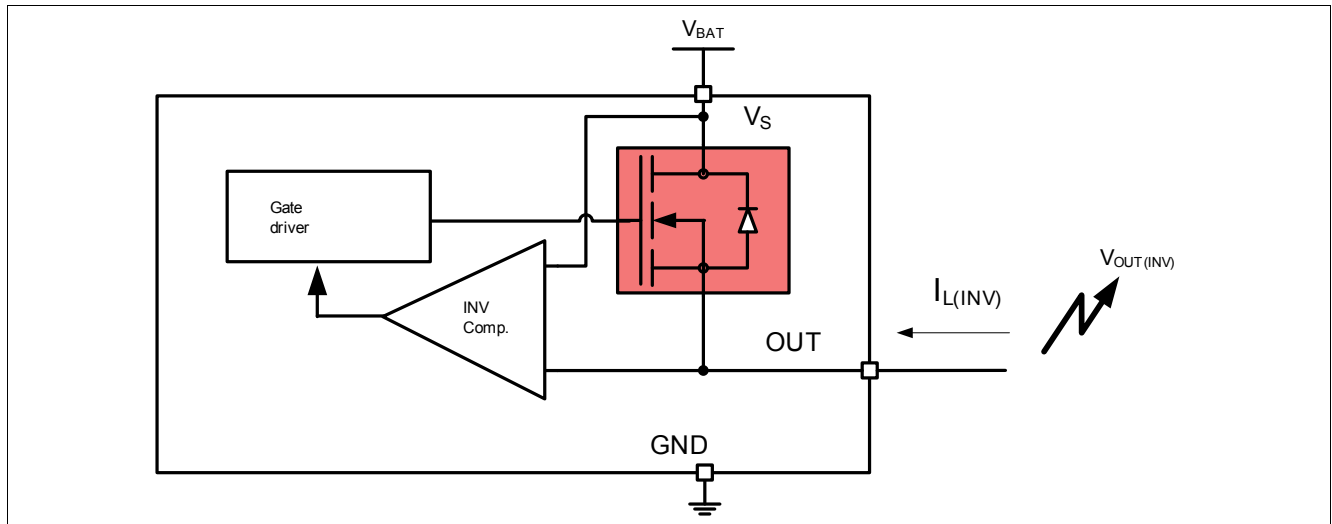 VBAT
VS
Gate
driver
INV
Comp.
VOUT(INV)
IL(INV)
OUT
GND